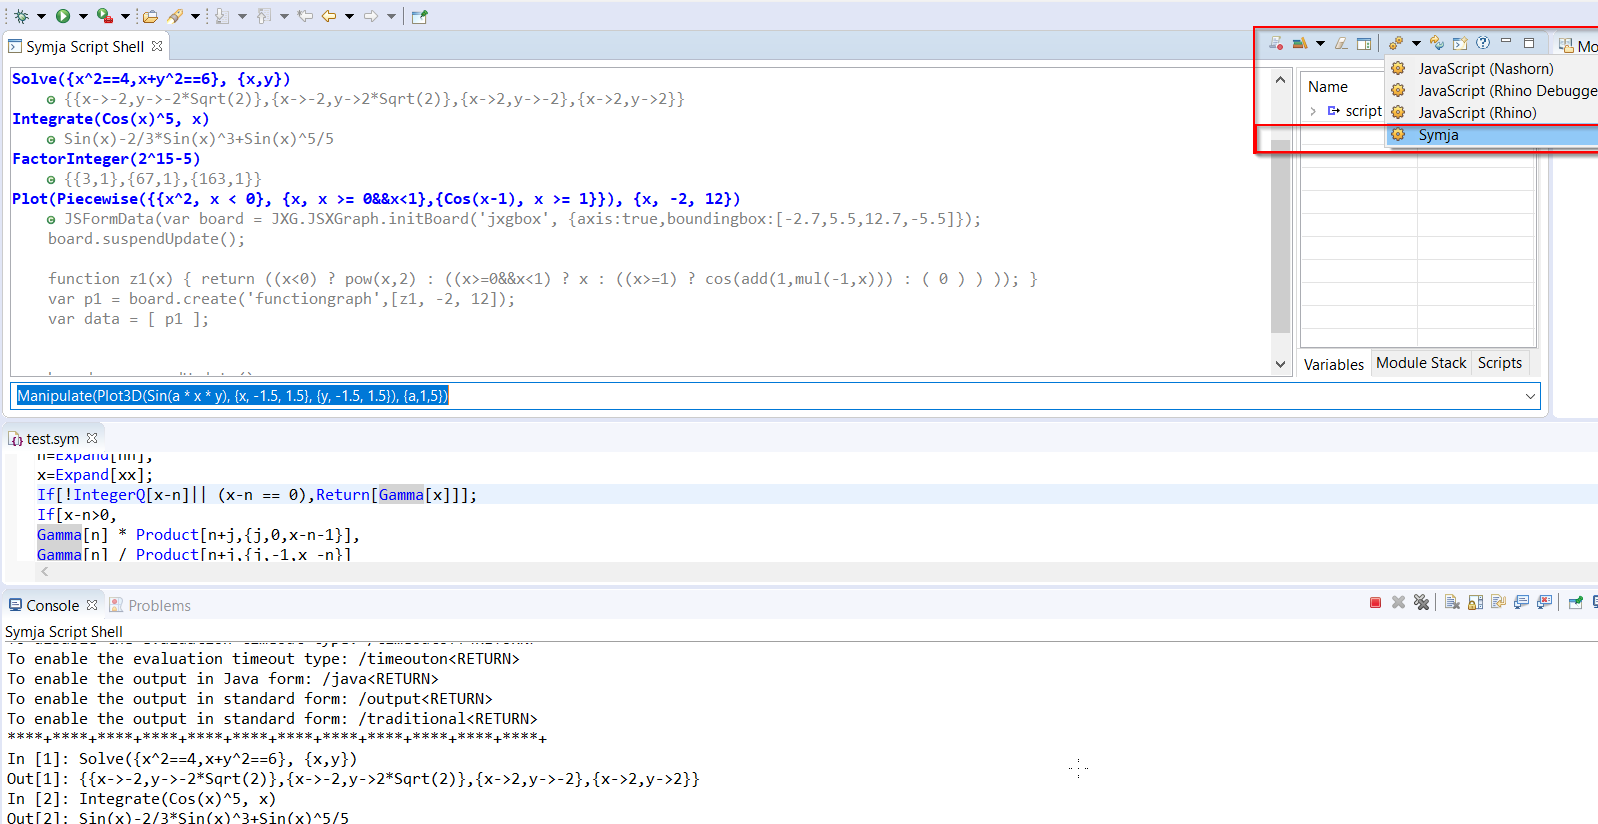 Symja Script Shell
Mo
JavaScript (Nashorn)
JavaScript (Rhino Debugge
JavaScript (Rhino)
Symja
Name
script
Solve({x^2==4,x+y^2==6}, {x,y})
{{x->-2,y->-2*Sqrt(2)},{x->-2,y->2*Sqrt(2)},{x->2,y->-2},{x->2,y->2}}
Integrate(Cos(x)^5, x)
Sin(x)-2/3*Sin(x)^3+Sin(x)^5/5
FactorInteger(2^15-5)
{{3,1},{67,1},{163,1}}
Plot(Piecewise({{x^2, x < 0}, {x, x >= 0&&x<1},{Cos(x-1), x >= 1}}), {x, -2, 12})
JSFormData(var board = JXG.JSXGraph.initBoard('jxgbox', {axis:true,boundingbox:[-2.7,5.5,12.7,-5.5]});
board.suspendUpdate();
function z1(x) { return ((x<0) ? pow(x,2) : ((x>=0&&x<1) ? x : ((x>=1) ? cos(add(1,mul(-1,x))) : ( 0 ) ) )); }
var p1 = board.create('functiongraph',[z1, -2, 12]);
var data = [ p1 ];
Variables
Module Stack
Scripts
Manipulate(Plot3D(Sin(a * x * y), {x, -1.5, 1.5}, {y, -1.5, 1.5}), {a,1,5})
test.sym
n=Expand[nn];
x=Expand[xx];
If[!IntegerQ[x-n]|| (x-n == 0),Return[Gamma[x]]];
If[x-n>0,
Gamma[n] * Product[n+j,{j,0,x-n-1}],
Gamma[n] / Product[n+j,{j,-1,x -n}]
Console
Problems
Symja Script Shell
To enable the evaluation timeout type: /timeouton<RETURN>
To enable the output in Java form: /java<RETURN>
To enable the output in standard form: /output<RETURN>
To enable the output in standard form: /traditional<RETURN>
****+****+****+****+****+****+****+****+****+****+****+****+
In [1]: Solve({x^2==4,x+y^2==6}, {x,y})
Out[1]: {{x->-2,y->-2*Sqrt(2)},{x->-2,y->2*Sqrt(2)},{x->2,y->-2},{x->2,y->2}}
In [2]: Integrate(Cos(x)^5, x)
Out[2]: Sin(x)-2/3*Sin(x)^3+Sin(x)^5/5